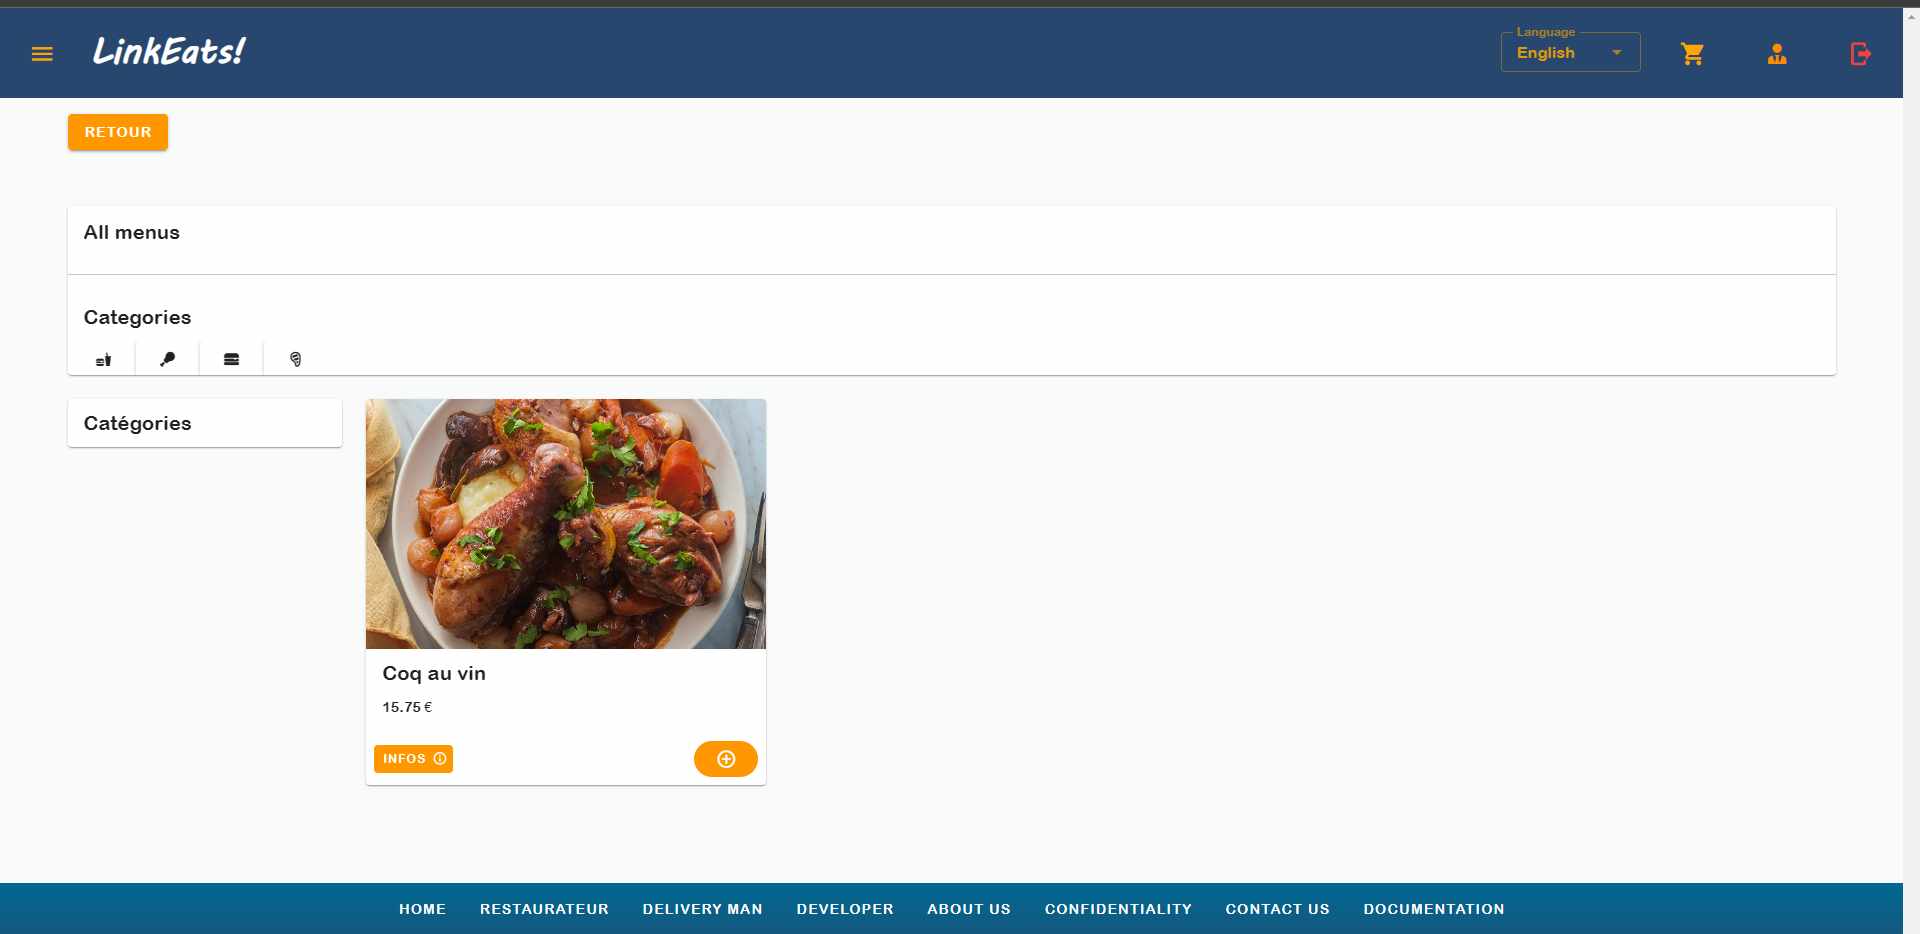 LinkEats!
Language
English
RETOUR
All menus
Categories
Catégories
Coq au vin
15.75 €
INFOS
HOME RESTAURATEUR DELIVERY MAN DEVELOPER ABOUT US CONFIDENTIALITY CONTACT US DOCUMENTATION